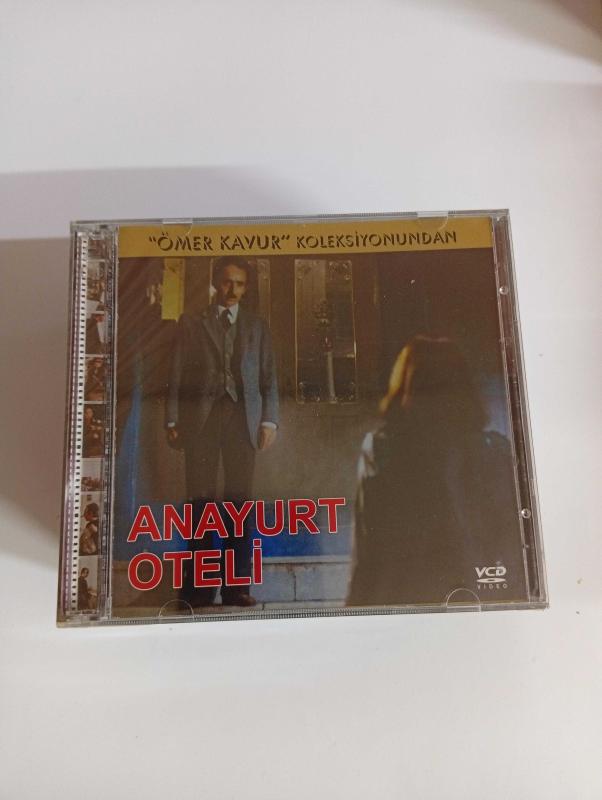 "ÖMER KAVUR" KOLEKSİYONUNDAN
ANAYURT
OTELİ
VCD
VIDEO